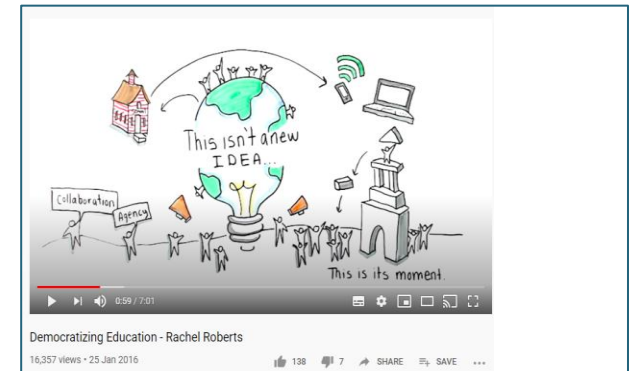 This isn't a new
IDEA...
Collaboration
Agency
This is its moment.
0:59 / 7:01
Democratizing Education - Rachel Roberts
16,357 views • 25 Jan 2016
138 7 SHARE SAVE